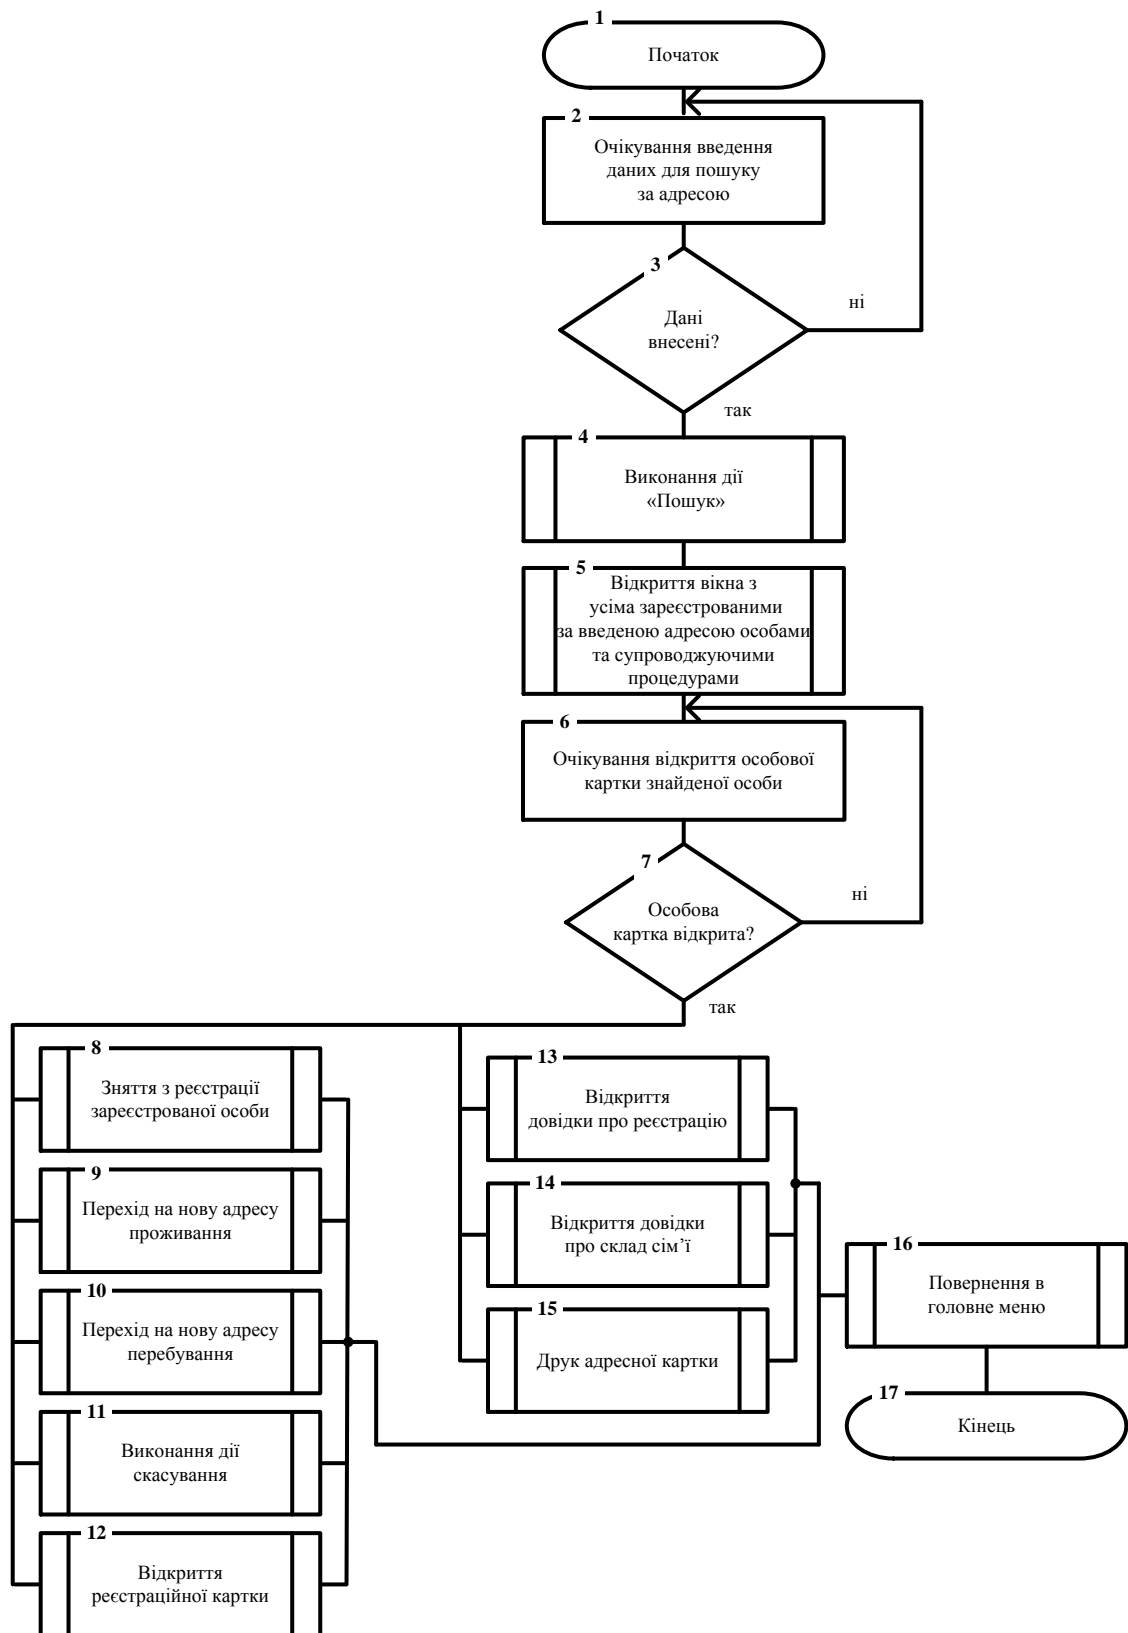 1
Початок
2
Очікування введення
даних для пошуку
за адресою
3
Дані
внесені?
ні
так
4
Виконання дії
«Пошук»
5
Відкриття вікна з
усіма зареєстрованими
за введеною адресою особами
та супроводжуючими
процедурами
6
Очікування відкриття особової
картки знайденої особи
7
Особова
картка відкрита?
ні
так
8
Зняття з реєстрації
зареєстрованої особи
9
Перехід на нову адресу
проживання
10
Перехід на нову адресу
перебування
11
Виконання дії
скасування
12
Відкриття
реєстраційної картки
13
Відкриття
довідки про реєстрацію
14
Відкриття довідки
про склад сім’ї
15
Друк адресної картки
16
Повернення в
головне меню
17
Кінець